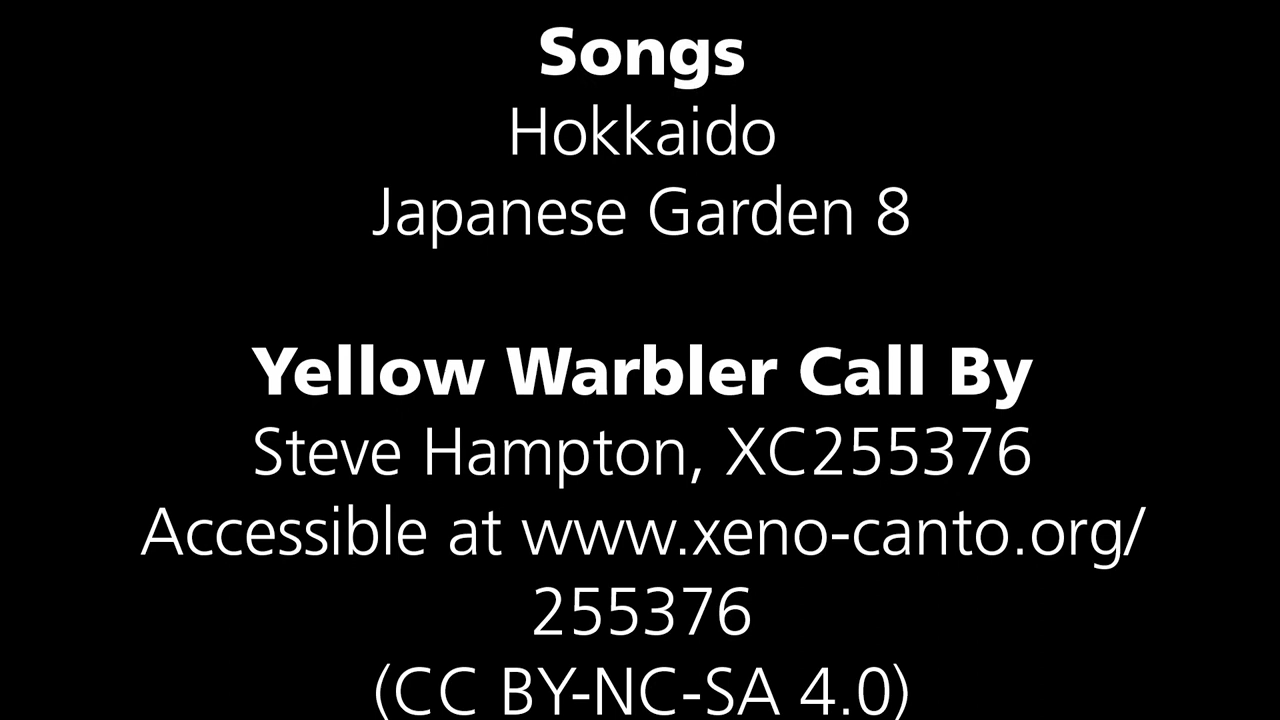 Songs
Hokkaido
Japanese Garden 8
Yellow Warbler Call By
Steve Hampton, XC255376
Accessible at www.xeno-canto.org/
255376
(CC BY-NC-SA 4.0)